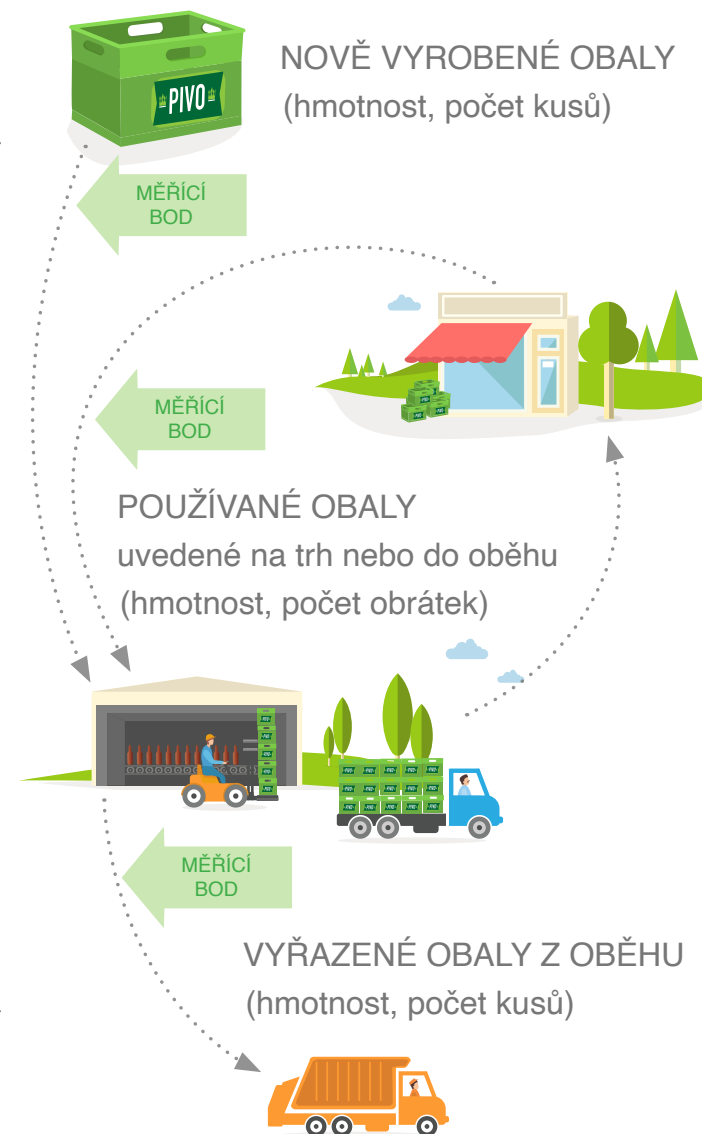 NOVĚ VYROBENÉ OBALY
(hmotnost, počet kusů)
PIVO
MĚŘÍCÍ
BOD
MĚŘÍCÍ
BOD
POUŽÍVANÉ OBALY
uvedené na trh nebo do oběhu
(hmotnost, počet obrátek)
MĚŘÍCÍ
BOD
VYŘAZENÉ OBALY Z OBĚHU
(hmotnost, počet kusů)